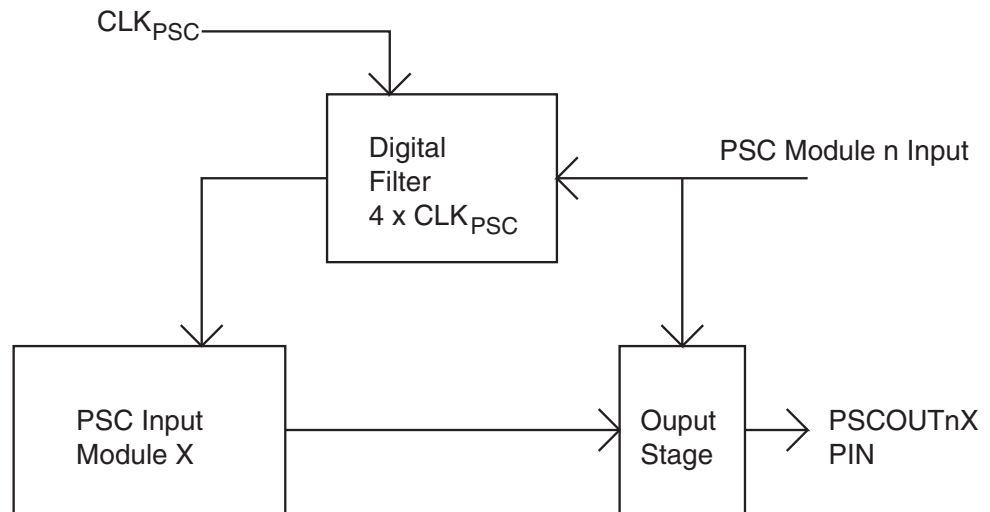 CLKPSC
Digital
Filter
4 x CLKPSC
PSC Module n Input
PSC Input
Module X
Ouput
Stage
PSCOUTnX
PIN